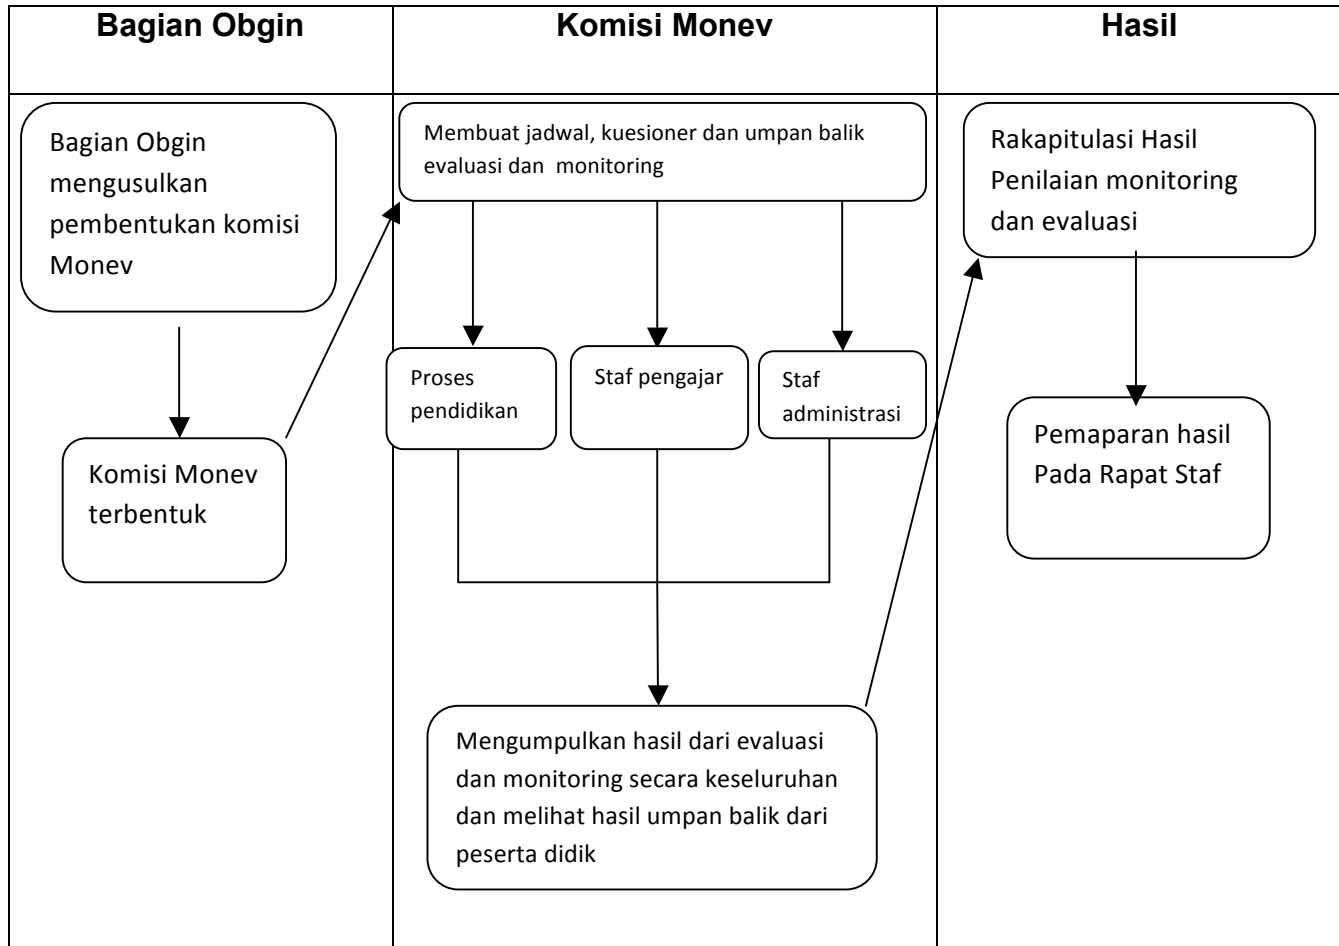 Bagian Obgin
Komisi Monev
Hasil
Bagian Obgin
mengusulkan
pembentukan komisi
Monev
Komisi Monev
terbentuk
Membuat jadwal, kuesioner dan umpan balik
evaluasi dan monitoring
Proses
pendidikan
Staf pengajar
Staf
administrasi
Mengumpulkan hasil dari evaluasi
dan monitoring secara keseluruhan
dan melihat hasil umpan balik dari
peserta didik
Rakapitulasi Hasil
Penilaian monitoring
dan evaluasi
Pemaparan hasil
Pada Rapat Staf